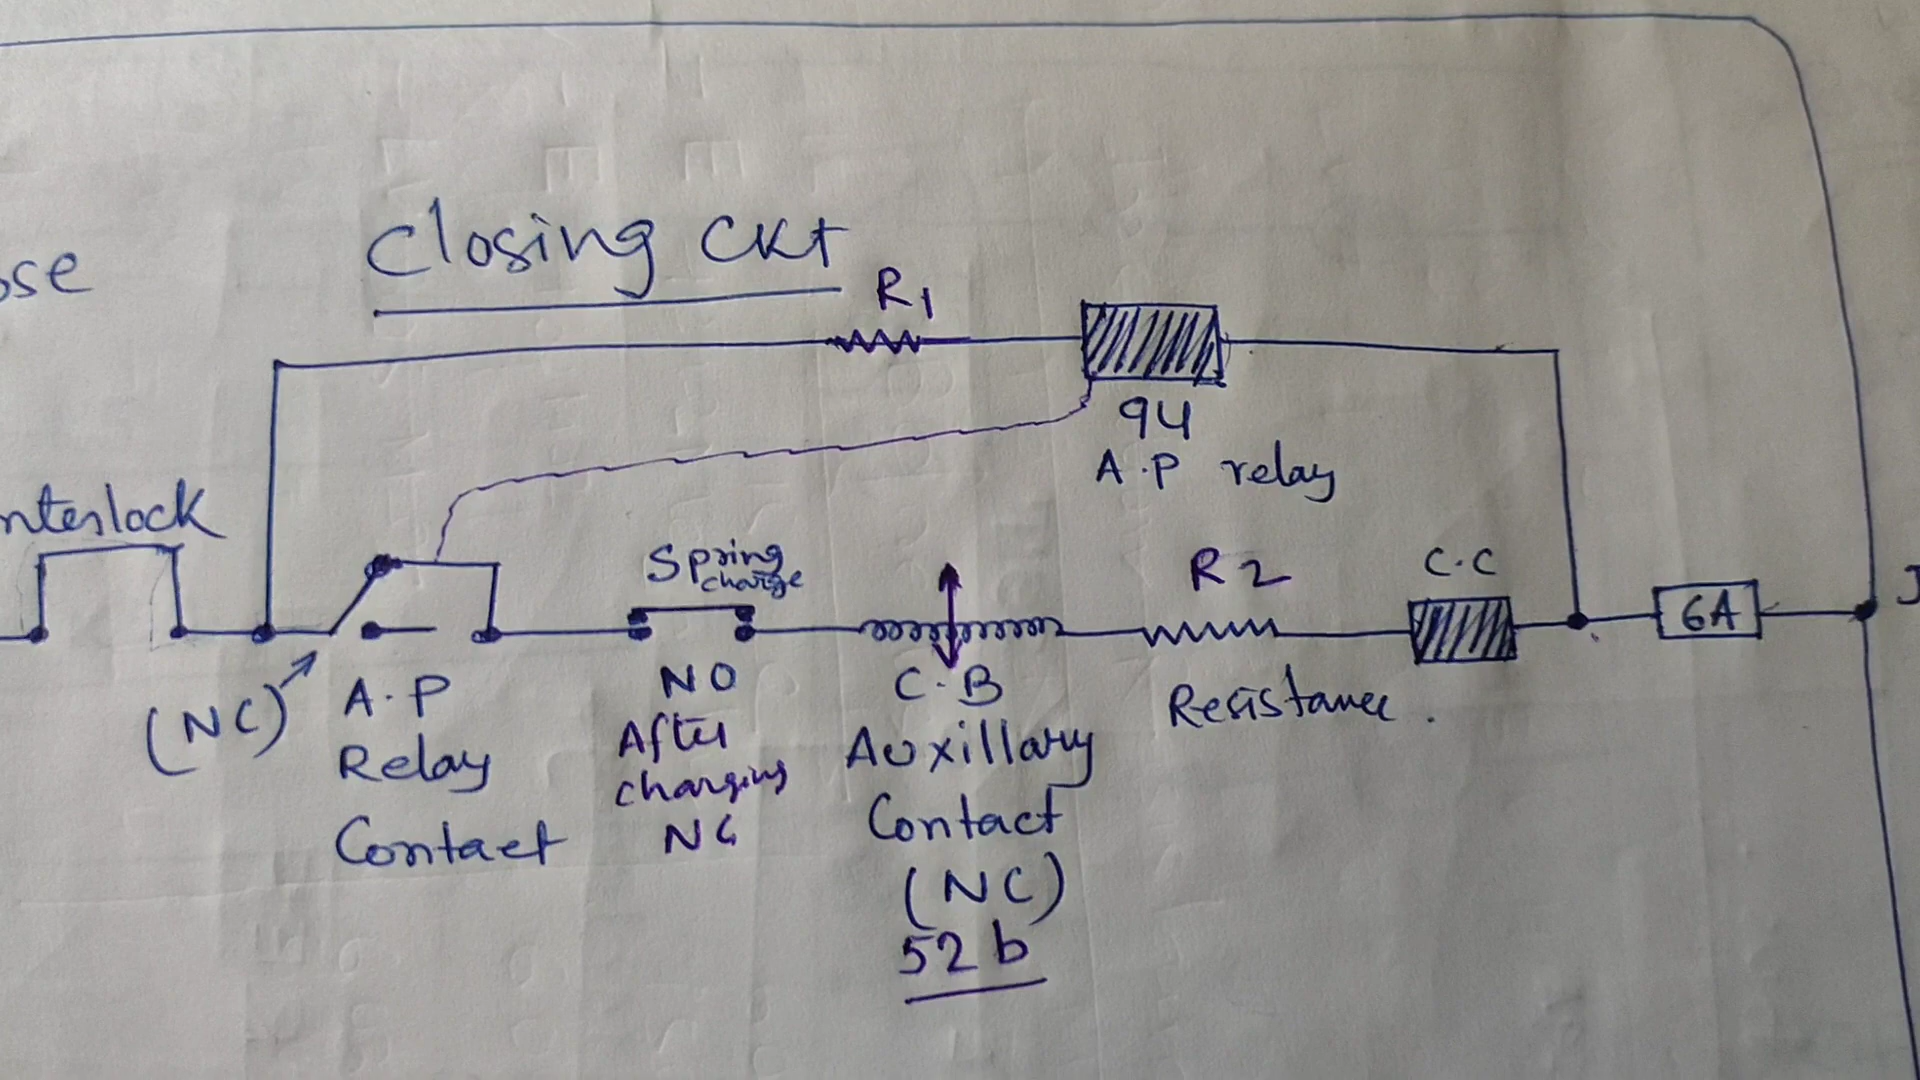 Closing Ckt
ose
R1
94
A.P relay
nterlock
Spring
charge
R2
C.C
6A
J
(NC)
A.P
Relay
Contact
NO
After
charging
NC
C.B
Auxillary
Contact
(NC)
52 b
Resistance.